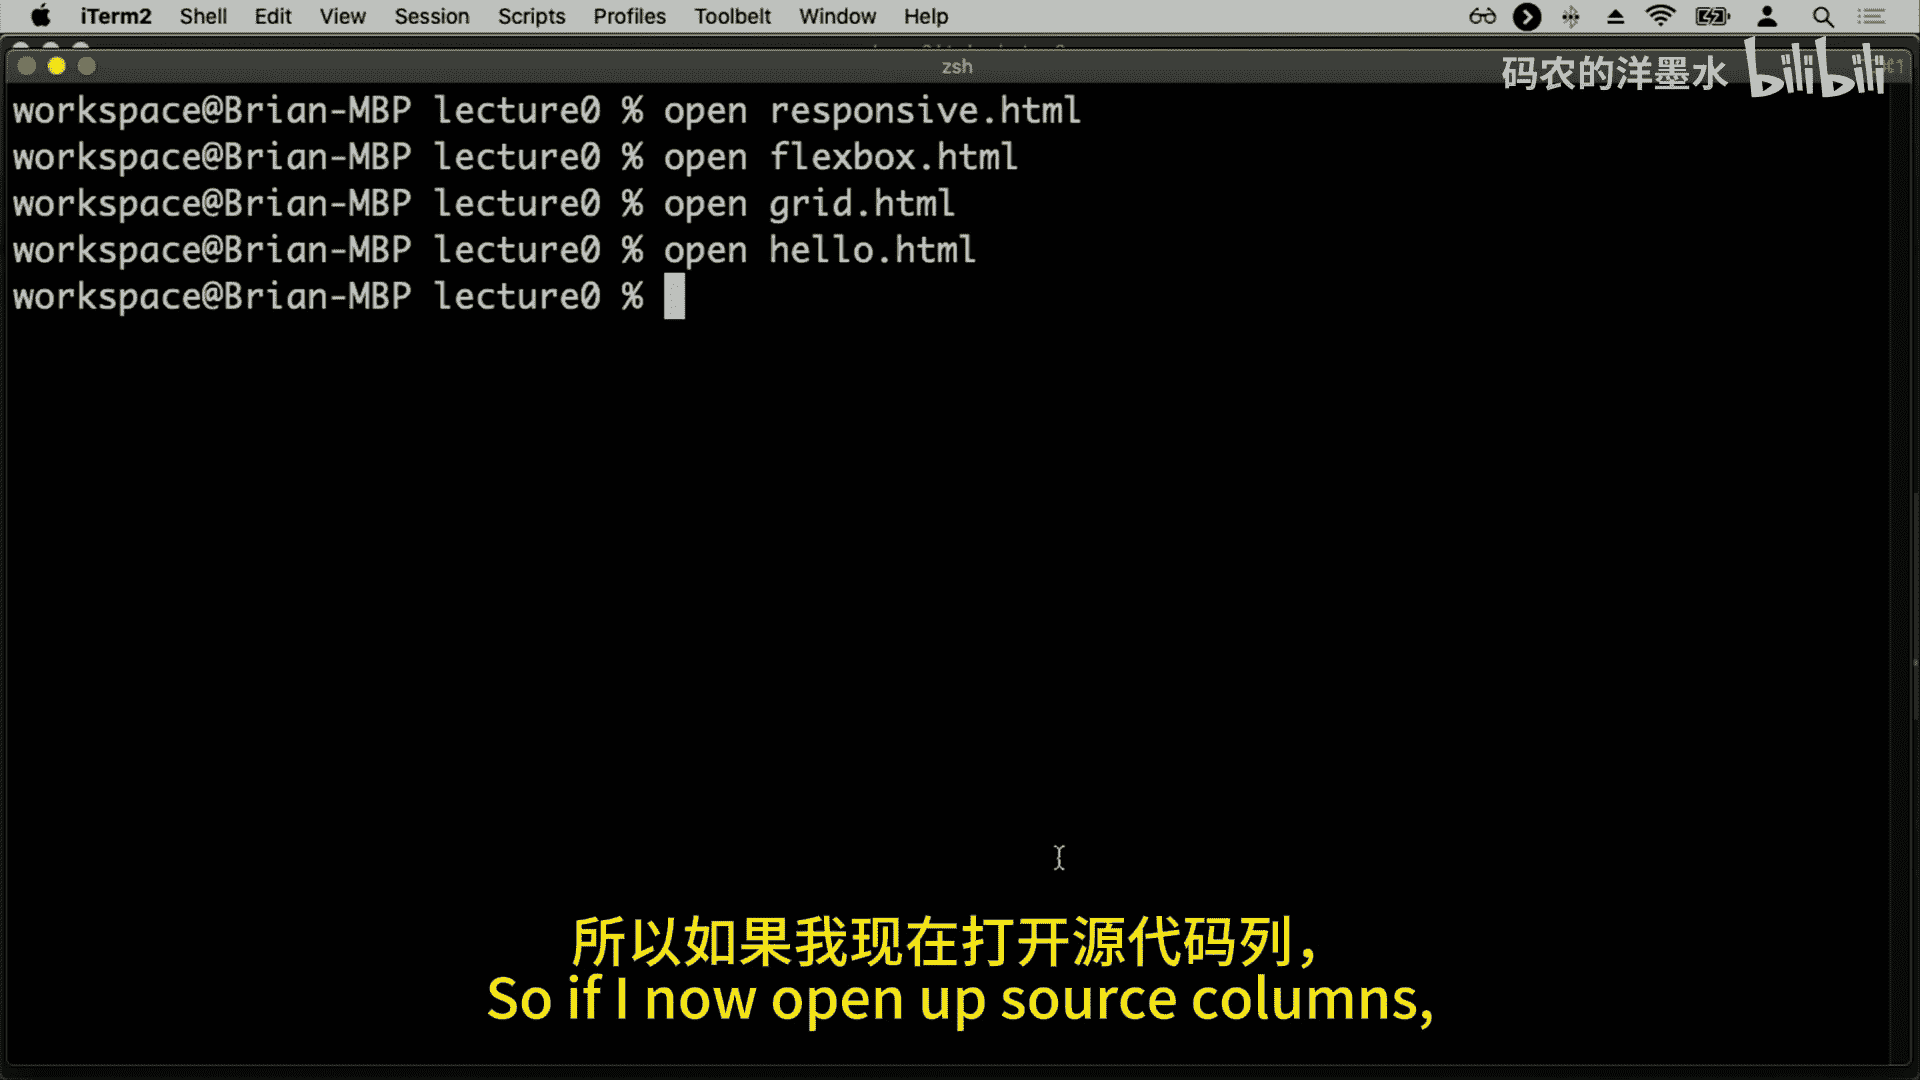 iTerm2 Shell Edit View Session Scripts Profiles Toolbelt Window Help
zsh
码农的洋墨水 bilibili
workspace@Brian-MBP lecture0 % open responsive.html
workspace@Brian-MBP lecture0 % open flexbox.html
workspace@Brian-MBP lecture0 % open grid.html
workspace@Brian-MBP lecture0 % open hello.html
workspace@Brian-MBP lecture0 %
所以如果我现在打开源代码列，
So if I now open up source columns,